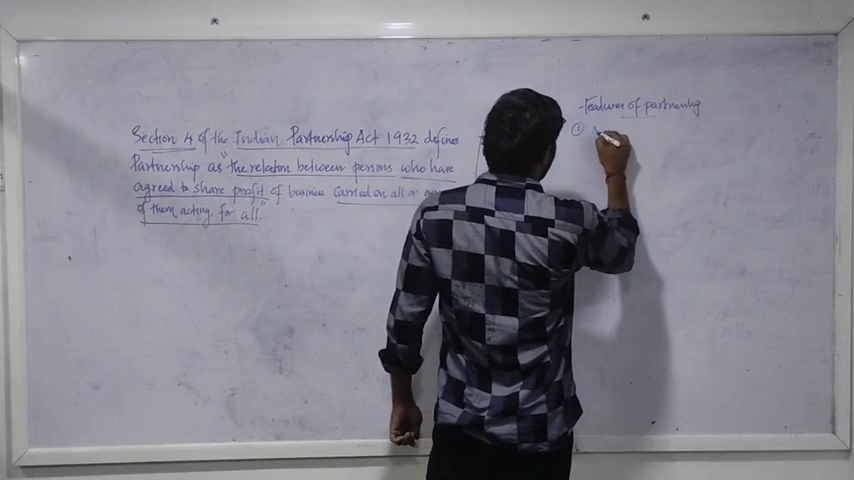 Section 4 of the Indian Partnership Act 1932 defines
Partnership as "the relation between persons who have
agreed to share profit of business carried on all or
of them acting for all."
-Features of partnership
①